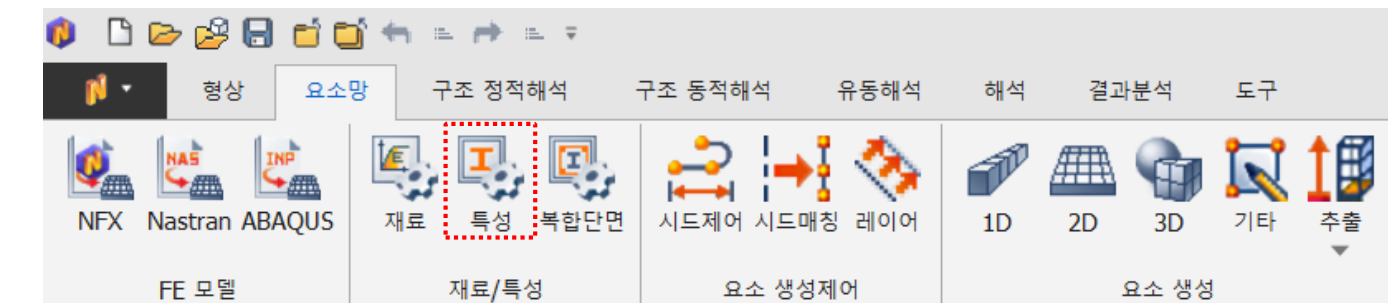 형상 요소망 구조 정적해석 구조 동적해석 유동해석 해석 결과분석 도구
NAS INP
NFX Nastran ABAQUS 재료 특성 복합단면 시드제어 시드매칭 레이어 1D 2D 3D 기타 추출
FE 모델 재료/특성 요소 생성제어 요소 생성